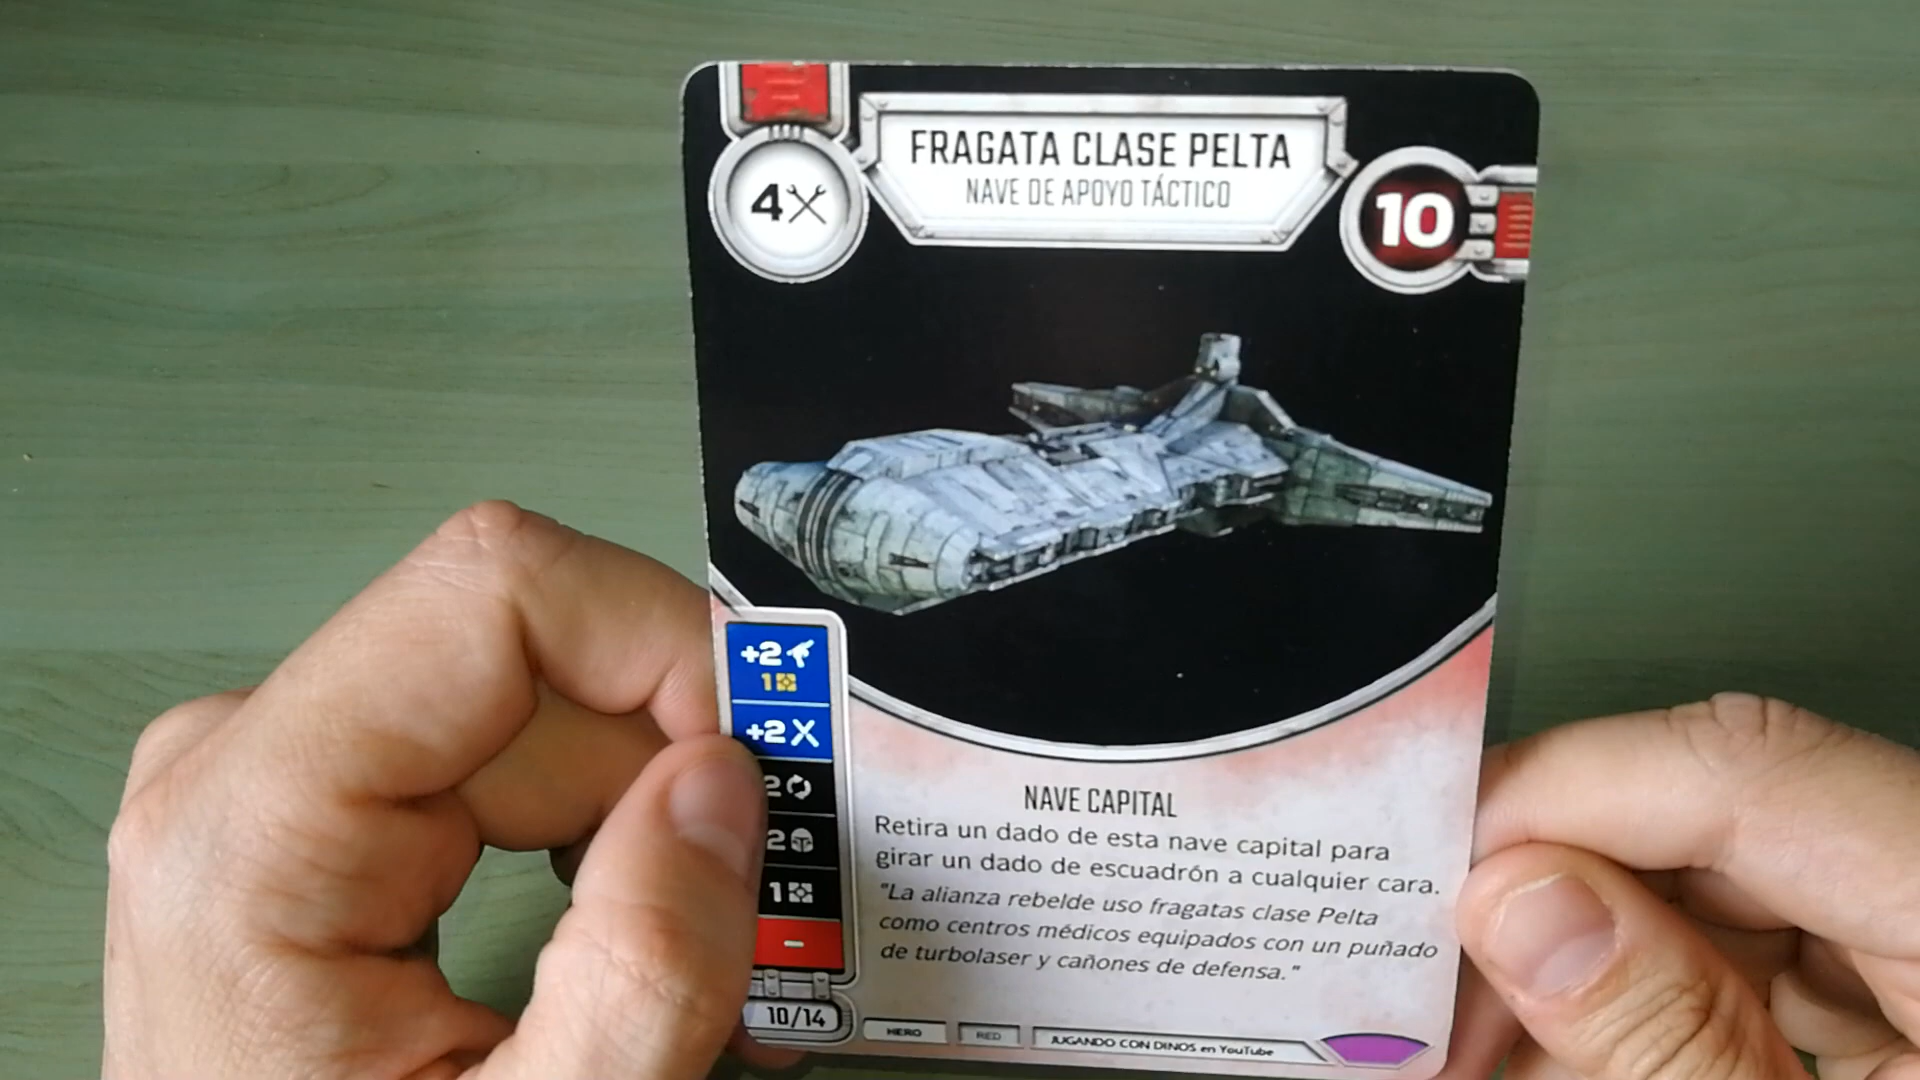 FRAGATA CLASE PELTA
NAVE DE APOYO TÁCTICO
4
10
+2
1
+2
2
2
1
-
NAVE CAPITAL
Retira un dado de esta nave capital para
girar un dado de escuadrón a cualquier cara.
"La alianza rebelde uso fragatas clase Pelta
como centros médicos equipados con un puñado
de turbolaser y cañones de defensa."
10/14
HERO
RED
JUGANDO CON DINOS en YouTube